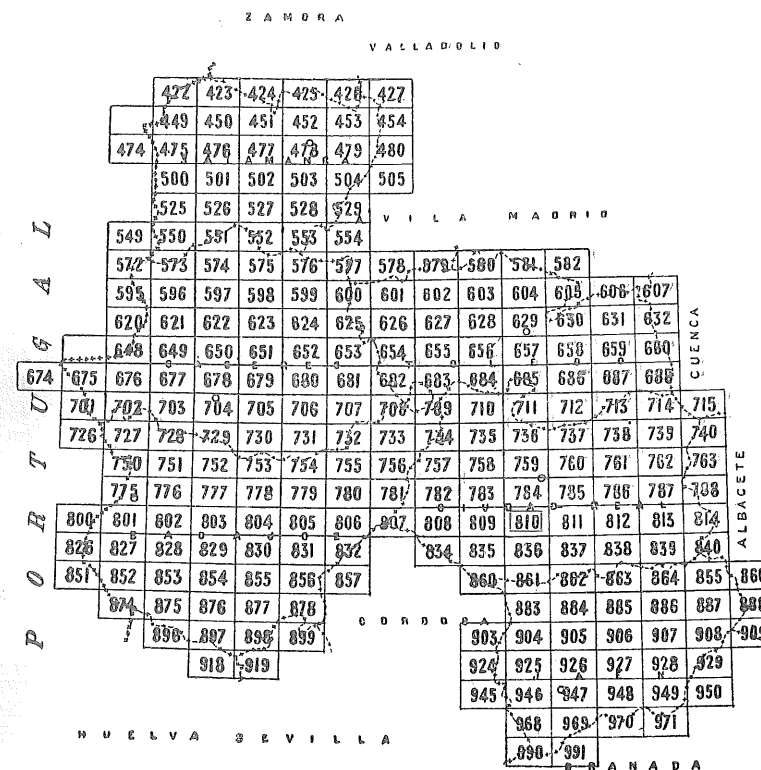 ZAMORA
VALLADOLID
422 423 424 425 426 427
449 450 451 452 453 454
474 475 476 477 478 479 480
SALAMANCA
500 501 502 503 504 505
525 526 527 528 529
AVILA MADRID
549 550 551 552 553 554
572 573 574 575 576 577 578 579 580 581 582
595 596 597 598 599 600 601 602 603 604 605 606 607
620 621 622 623 624 625 626 627 628 629 630 631 632
648 649 650 651 652 653 654 655 656 657 658 659 660
CACERES TOLEDO
CUENCA
674 675 676 677 678 679 680 681 682 683 684 685 686 687 688
701 702 703 704 705 706 707 708 709 710 711 712 713 714 715
726 727 728 729 730 731 732 733 734 735 736 737 738 739 740
750 751 752 753 754 755 756 757 758 759 760 761 762 763
775 776 777 778 779 780 781 782 783 784 785 786 787 788
CIUDAD REAL
ALBACETE
800 801 802 803 804 805 806 807 808 809 810 811 812 813 814
BADAJOZ
826 827 828 829 830 831 832 834 835 836 837 838 839 840
851 852 853 854 855 856 857 860 861 862 863 864 855 866
874 875 876 877 878 883 884 885 886 887 888
CORDOBA
896 897 898 899 903 904 905 906 907 908 909
918 919 924 925 926 927 928 929
JAEN
945 946 947 948 949 950
968 969 970 971
HUELVA SEVILLA
990 991
GRANADA
PORTUGAL